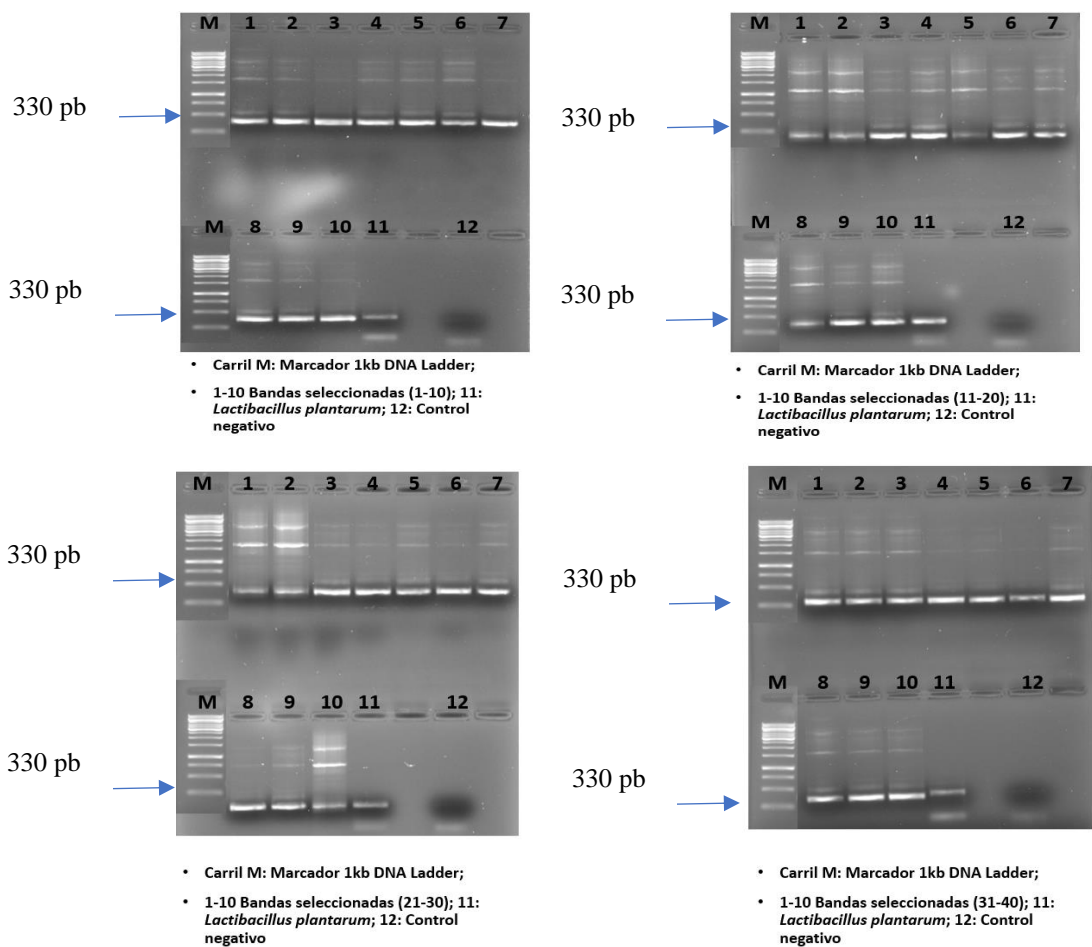 M 1 2 3 4 5 6 7
330 pb
M 8 9 10 11 12
330 pb
• Carril M: Marcador 1kb DNA Ladder;
• 1-10 Bandas seleccionadas (1-10); 11:
Lactibacillus plantarum; 12: Control
negativo
M 1 2 3 4 5 6 7
330 pb
M 8 9 10 11 12
330 pb
• Carril M: Marcador 1kb DNA Ladder;
• 1-10 Bandas seleccionadas (11-20); 11:
Lactibacillus plantarum; 12: Control
negativo
M 1 2 3 4 5 6 7
330 pb
M 8 9 10 11 12
330 pb
• Carril M: Marcador 1kb DNA Ladder;
• 1-10 Bandas seleccionadas (21-30); 11:
Lactibacillus plantarum; 12: Control
negativo
M 1 2 3 4 5 6 7
330 pb
M 8 9 10 11 12
330 pb
• Carril M: Marcador 1kb DNA Ladder;
• 1-10 Bandas seleccionadas (31-40); 11:
Lactibacillus plantarum; 12: Control
negativo